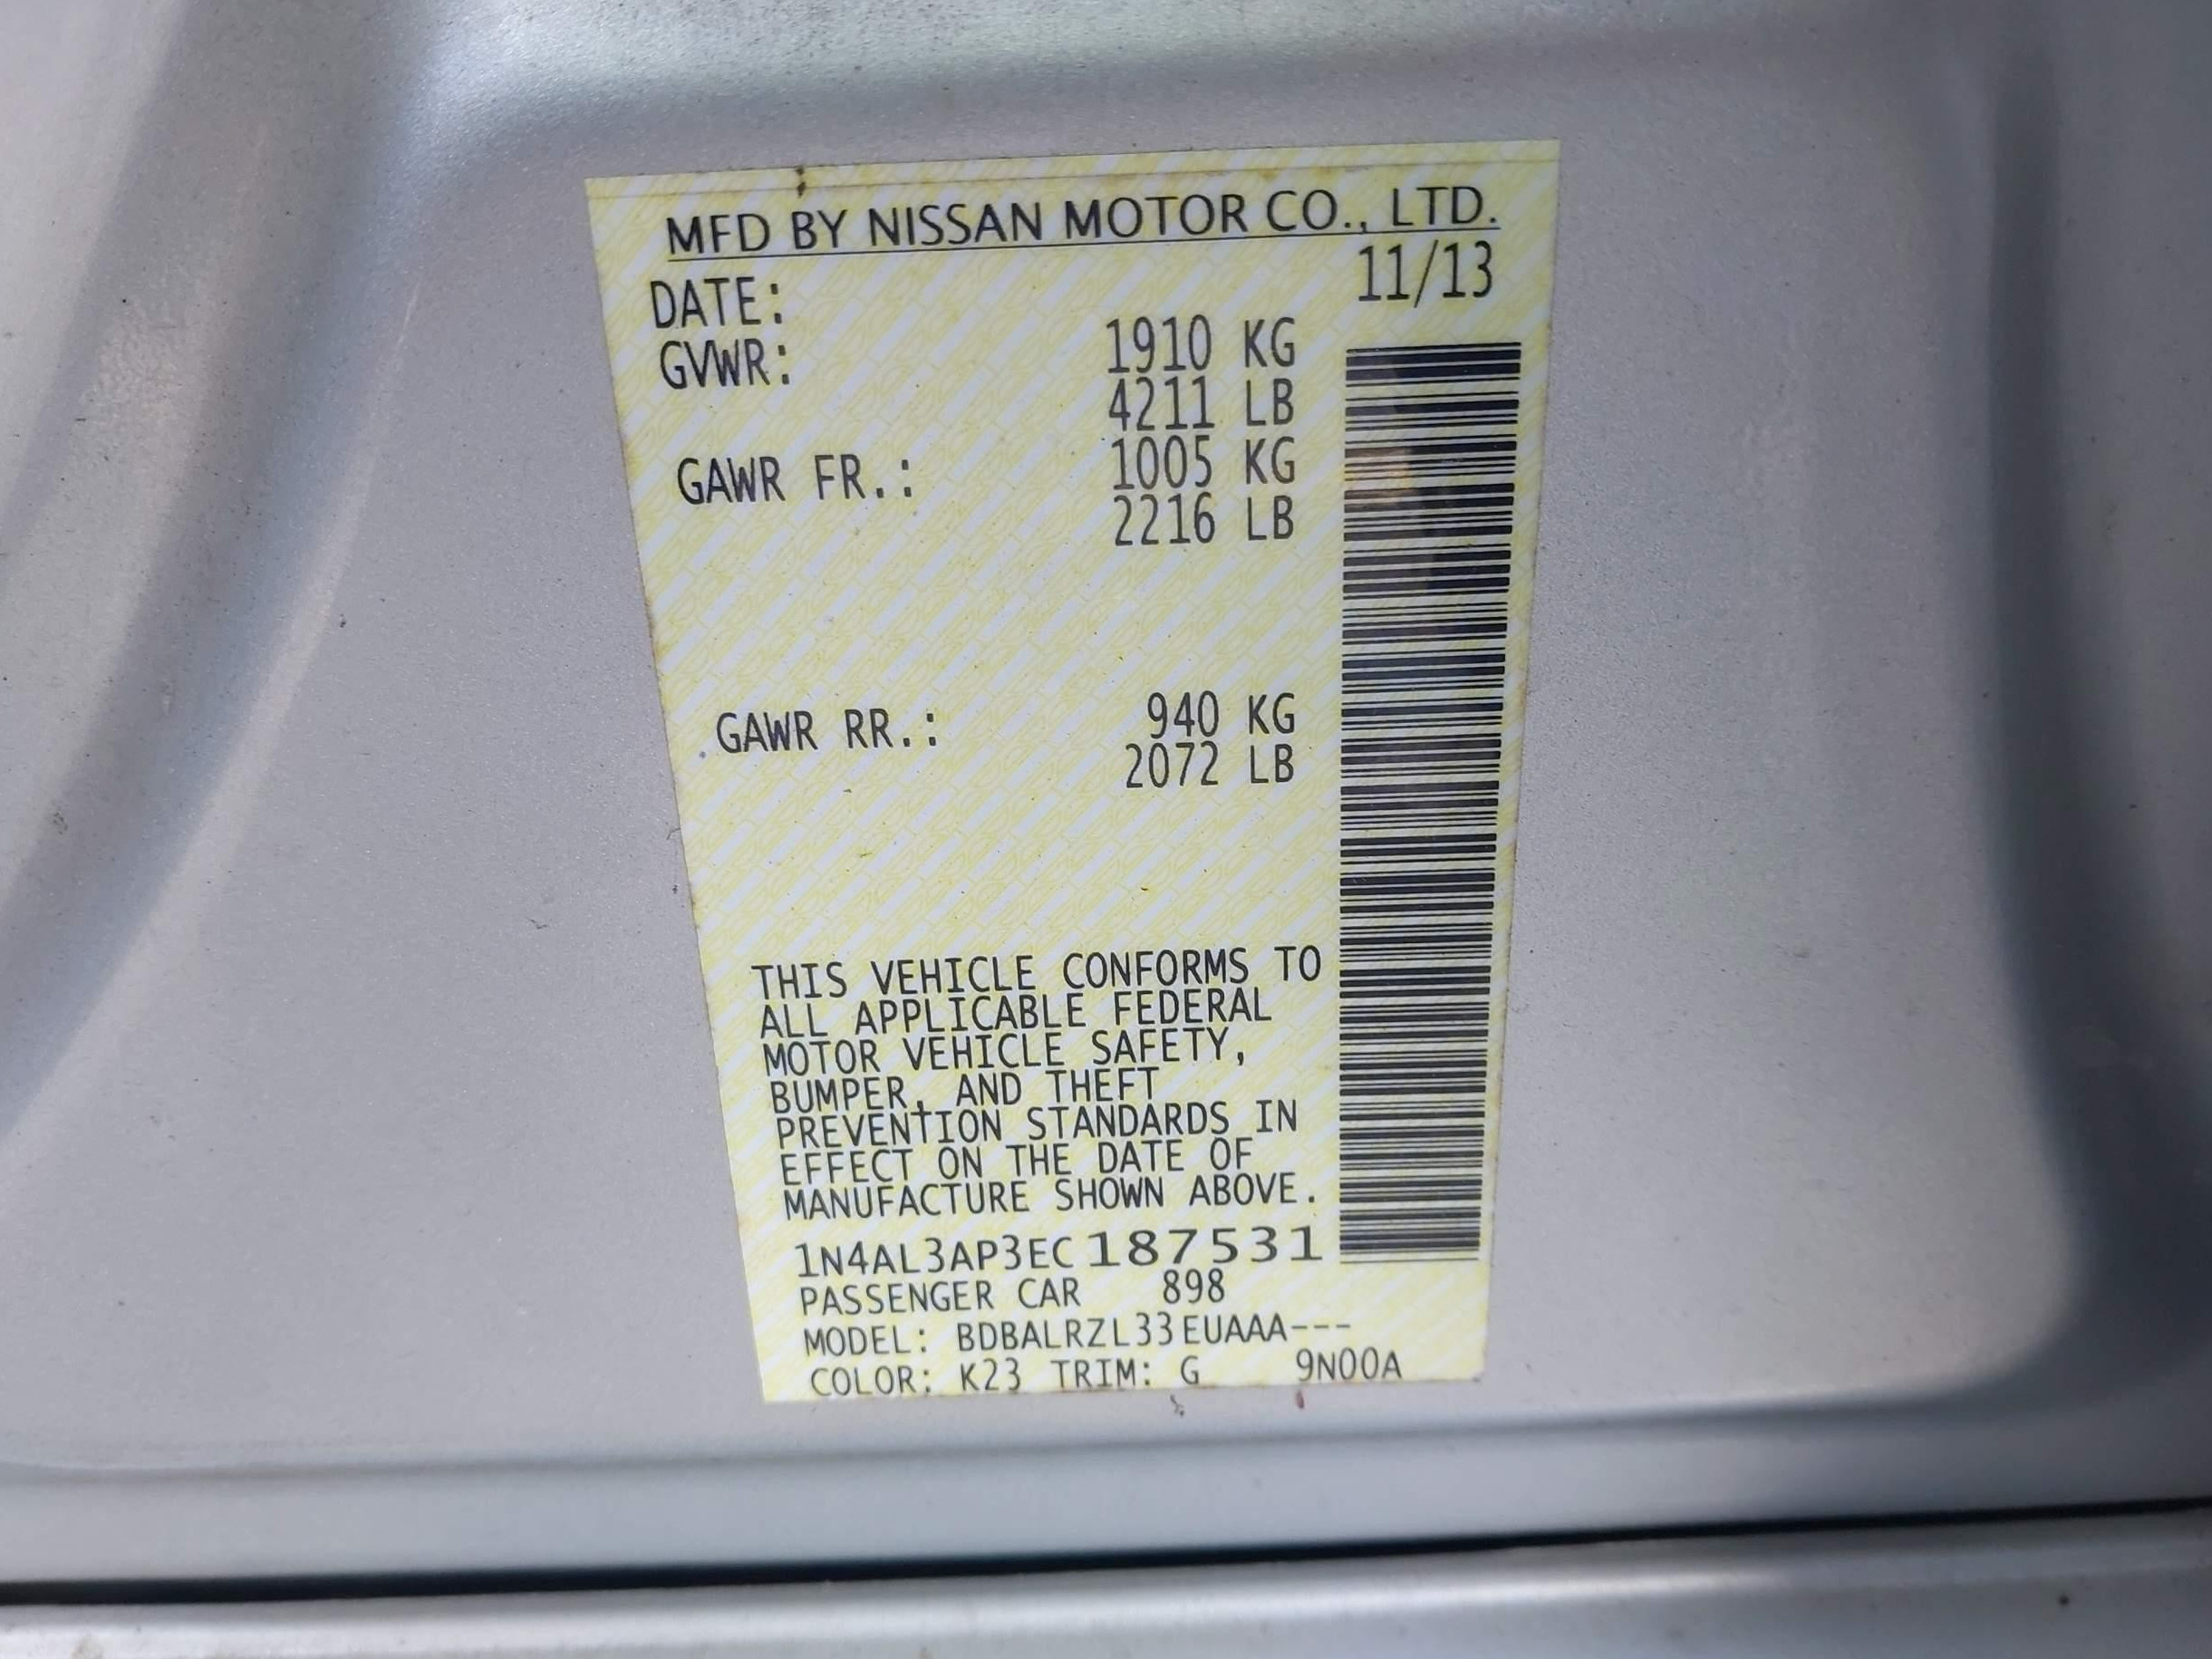 MFD BY NISSAN MOTOR CO., LTD.
DATE: 11/13
GVWR: 1910 KG
4211 LB
GAWR FR.: 1005 KG
2216 LB
GAWR RR.: 940 KG
2072 LB
THIS VEHICLE CONFORMS TO
ALL APPLICABLE FEDERAL
MOTOR VEHICLE SAFETY,
BUMPER, AND THEFT
PREVENTION STANDARDS IN
EFFECT ON THE DATE OF
MANUFACTURE SHOWN ABOVE.
1N4AL3AP3EC187531
PASSENGER CAR 898
MODEL: BDBALRZL33EUAAA---
COLOR: K23 TRIM: G 9N00A